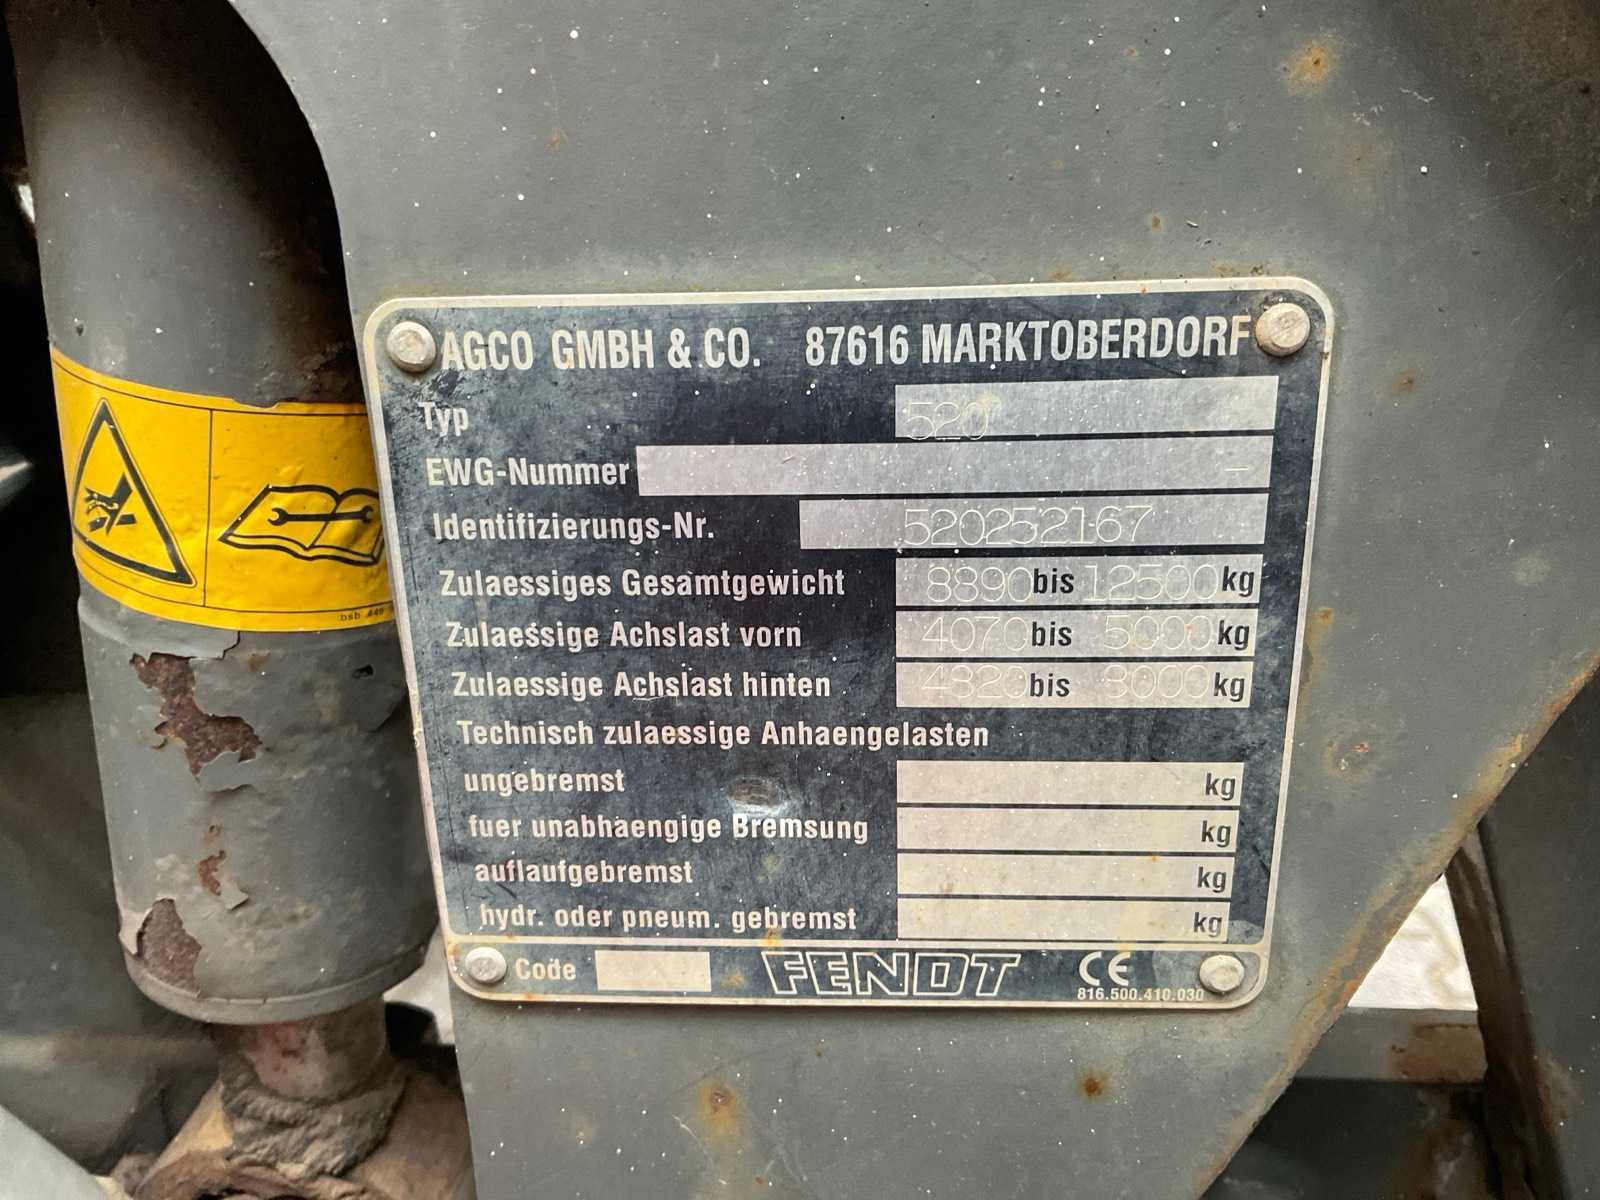 AGCO GMBH & CO. 87616 MARKTOBERDORF
Typ 520
EWG-Nummer –
Identifizierungs-Nr. 520252167
Zulaessiges Gesamtgewicht 8890 bis 12500 kg
Zulaessige Achslast vorn 4070 bis 5000 kg
Zulaessige Achslast hinten 4820 bis 8000 kg
Technisch zulaessige Anhaengelasten
ungebremst kg
fuer unabhaengige Bremsung kg
auflaufgebremst kg
hydr. oder pneum. gebremst kg
Code FENDT CE
816.500.410.030
bsb 449